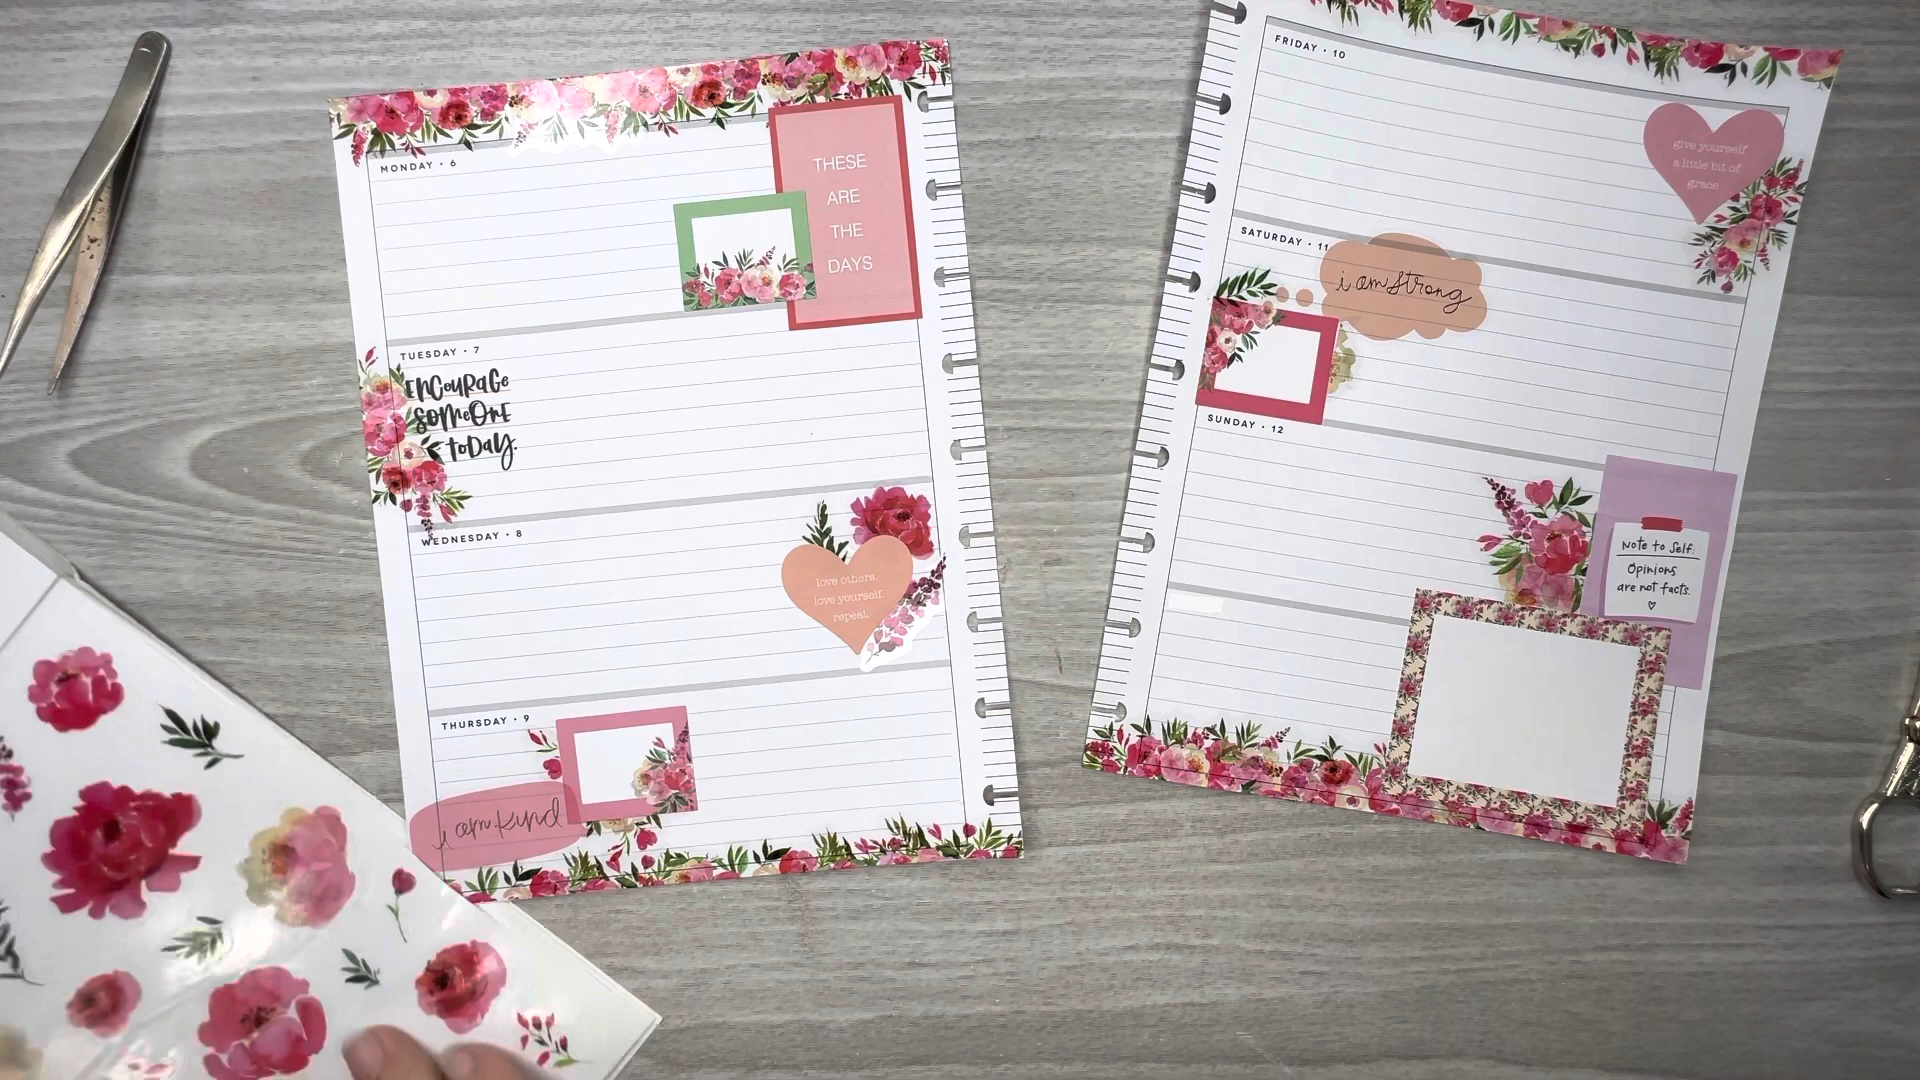 MONDAY • 6
THESE
ARE
THE
DAYS
TUESDAY • 7
ENCOURAGE
SOMEONE
TODAY.
WEDNESDAY • 8
love others.
love yourself.
repeat.
THURSDAY • 9
i am kind
FRIDAY • 10
give yourself
a little bit of
grace
SATURDAY • 11
i am strong
SUNDAY • 12
Note to Self:
Opinions
are not facts.